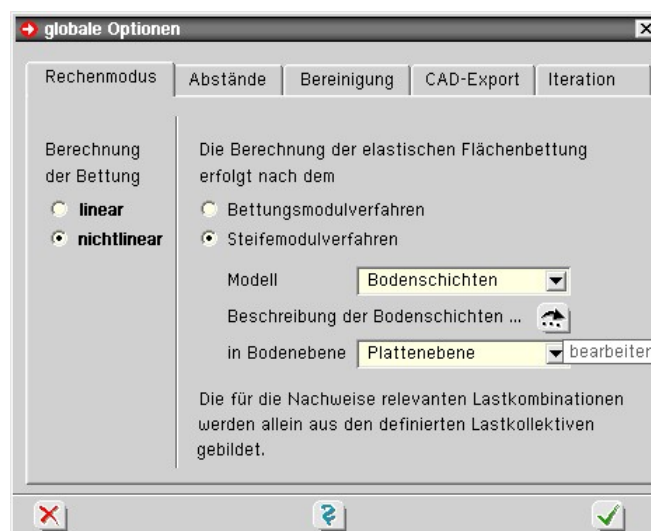 globale Optionen
Rechenmodus Abstände Bereinigung CAD-Export Iteration
Berechnung
der Bettung
linear
nichtlinear
Die Berechnung der elastischen Flächenbettung
erfolgt nach dem
Bettungsmodulverfahren
Steifemodulverfahren
Modell Bodenschichten
Beschreibung der Bodenschichten ...
in Bodenebene Plattenebene
bearbeiten
Die für die Nachweise relevanten Lastkombinationen
werden allein aus den definierten Lastkollektiven
gebildet.